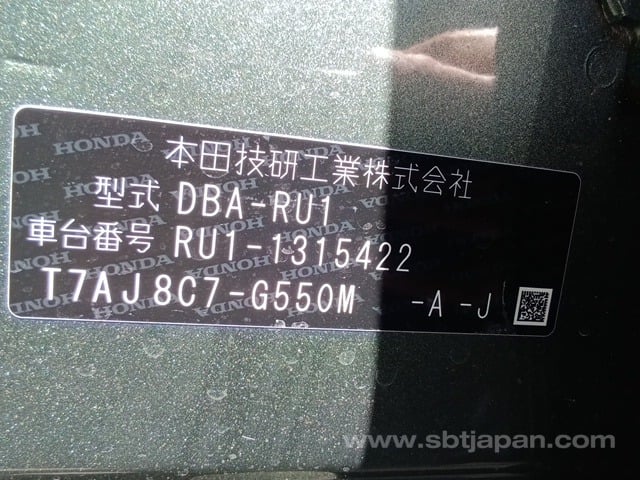 本田技研工業株式会社
型式 DBA-RU1
車台番号 RU1-1315422
T7AJ8C7-G550M -A -J
www.sbtjapan.com